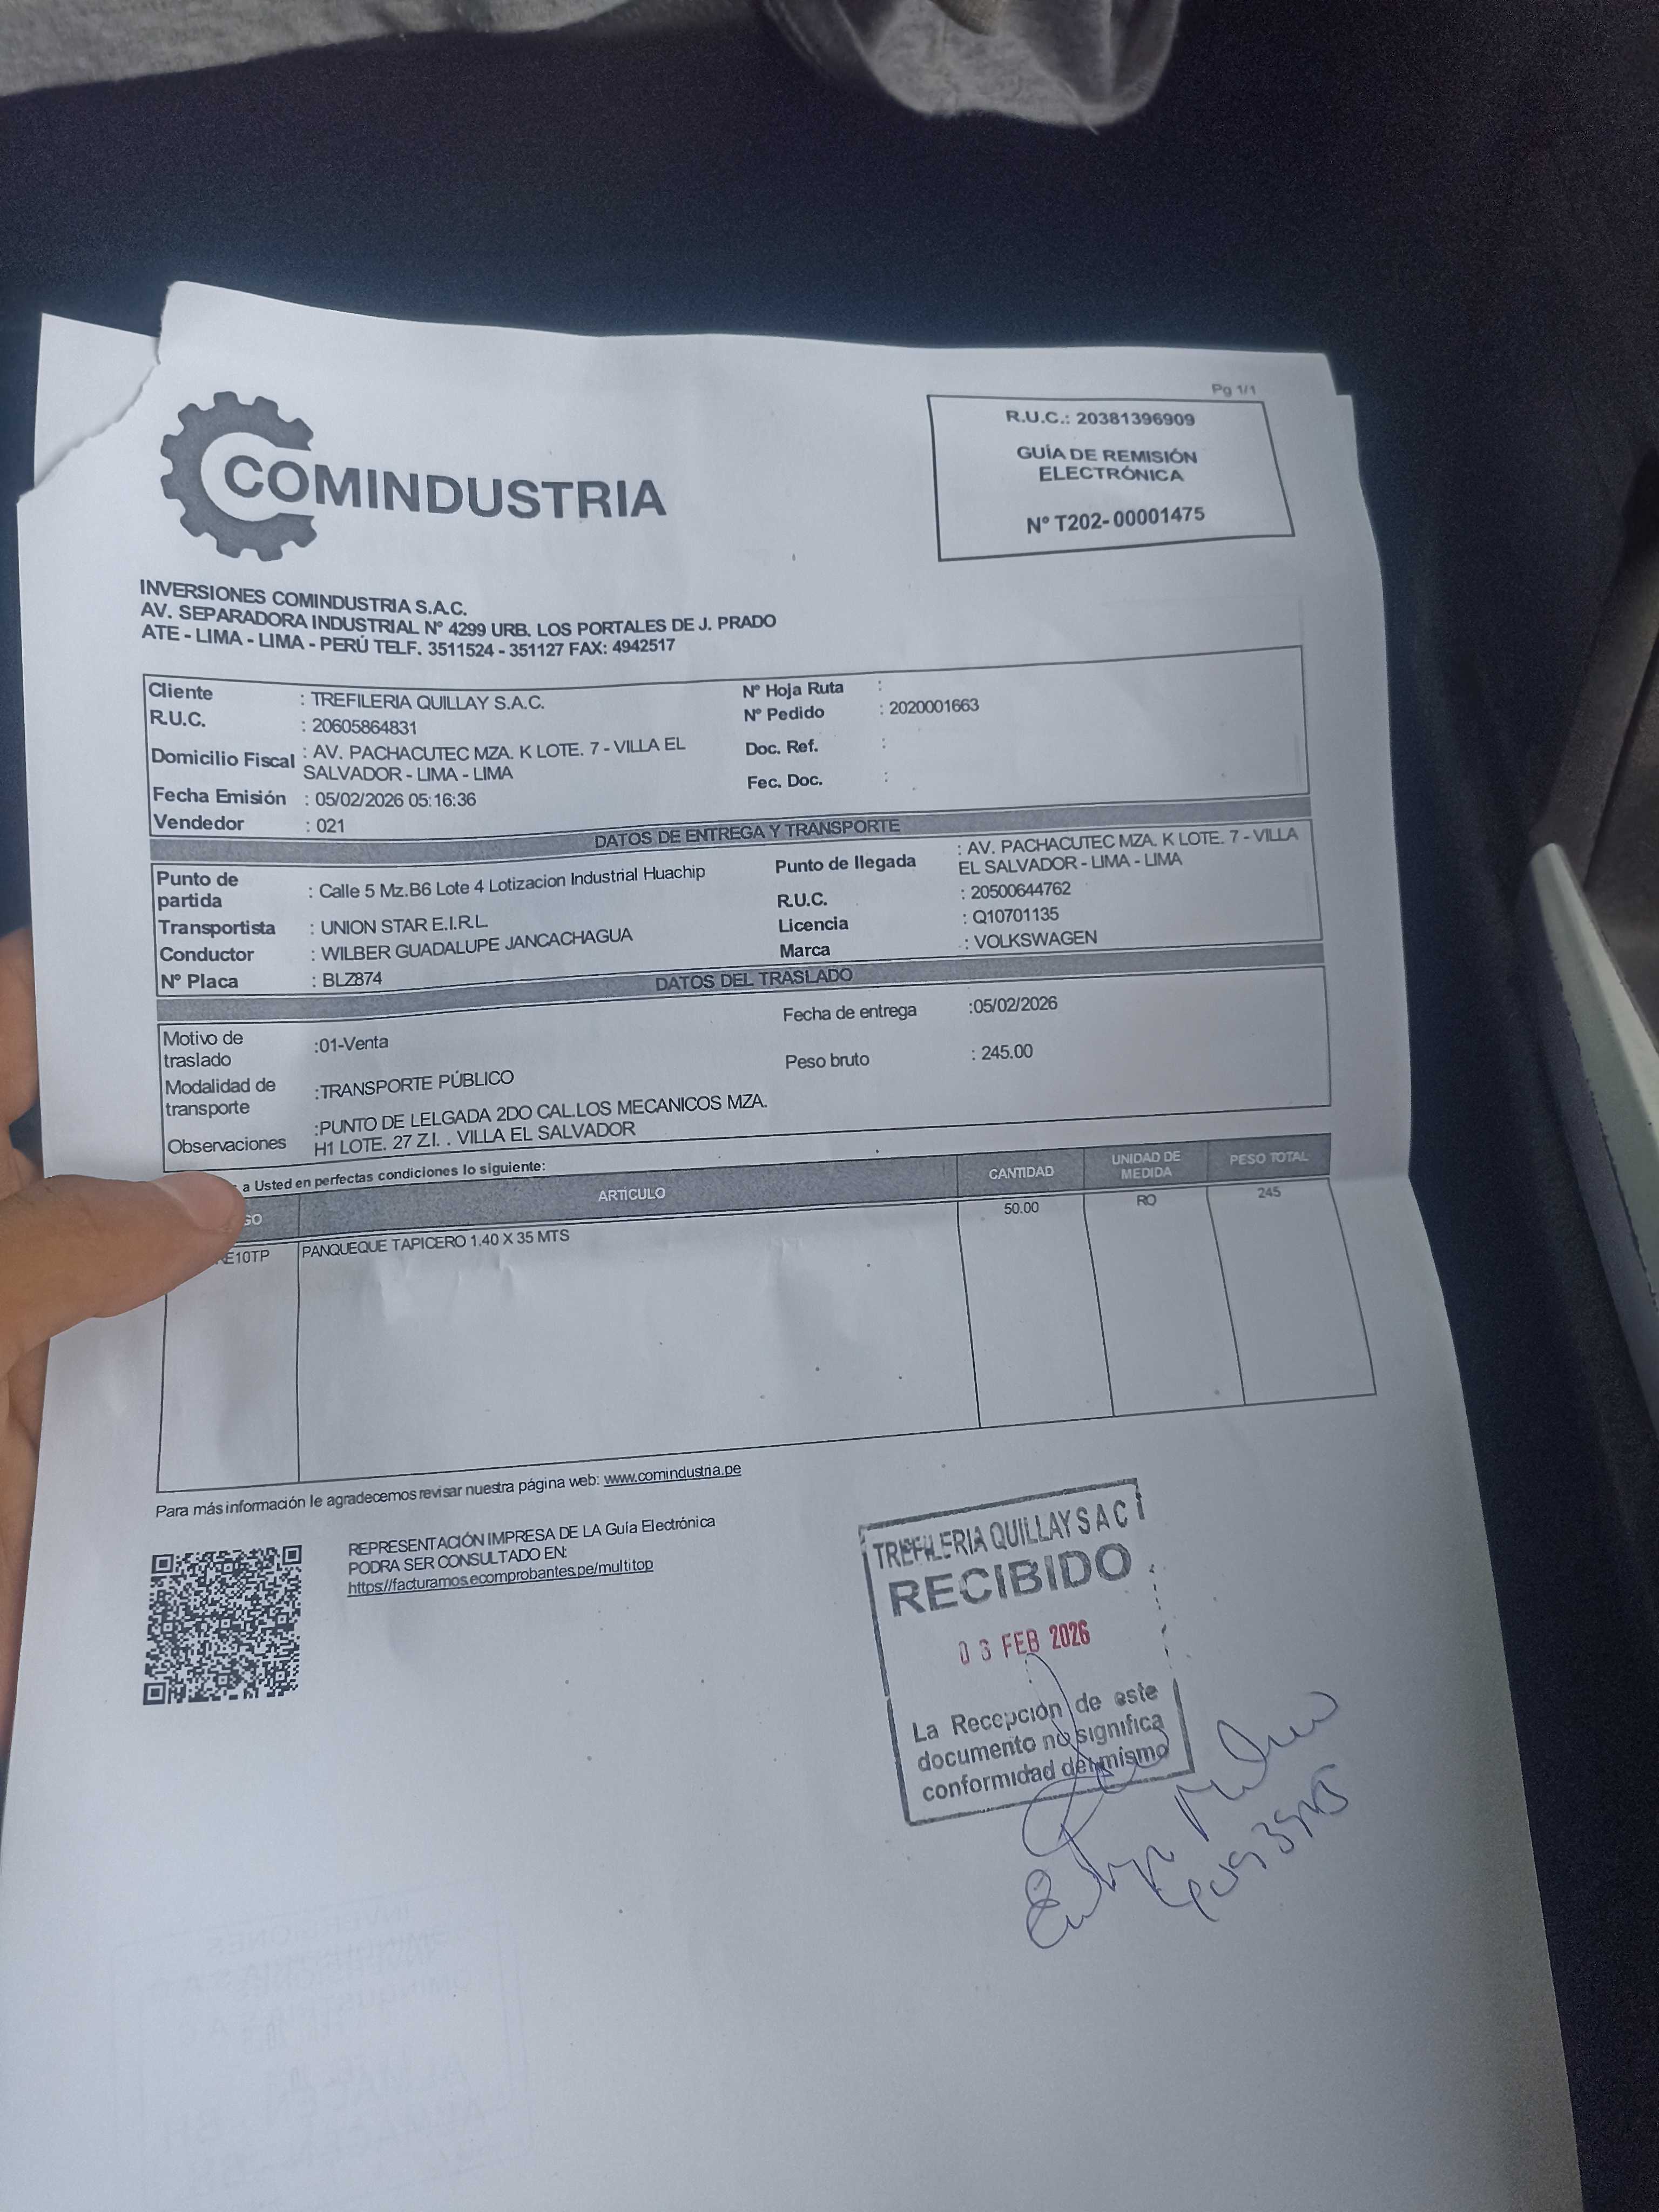 Pg 1/1
COMINDUSTRIA
R.U.C.: 20381396909
GUÍA DE REMISIÓN
ELECTRÓNICA
N° T202- 00001475
INVERSIONES COMINDUSTRIA S.A.C.
AV. SEPARADORA INDUSTRIAL N° 4299 URB. LOS PORTALES DE J. PRADO
ATE - LIMA - LIMA - PERÚ TELF. 3511524 - 351127 FAX: 4942517
Cliente : TREFILERIA QUILLAY S.A.C.
R.U.C. : 20605864831
Domicilio Fiscal : AV. PACHACUTEC MZA. K LOTE. 7 - VILLA EL
SALVADOR - LIMA - LIMA
Fecha Emisión : 05/02/2026 05:16:36
Vendedor : 021
N° Hoja Ruta :
N° Pedido : 2020001663
Doc. Ref. :
Fec. Doc. :
DATOS DE ENTREGA Y TRANSPORTE
Punto de
partida : Calle 5 Mz.B6 Lote 4 Lotizacion Industrial Huachip
Transportista : UNION STAR E.I.R.L
Conductor : WILBER GUADALUPE JANCACHAGUA
N° Placa : BLZ874
Punto de llegada : AV. PACHACUTEC MZA. K LOTE. 7 - VILLA
EL SALVADOR - LIMA - LIMA
R.U.C. : 20500644762
Licencia : Q10701135
Marca : VOLKSWAGEN
DATOS DEL TRASLADO
Motivo de
traslado :01-Venta
Modalidad de
transporte :TRANSPORTE PÚBLICO
Observaciones :PUNTO DE LELGADA 2DO CAL.LOS MECANICOS MZA.
H1 LOTE. 27 Z.I. . VILLA EL SALVADOR
Fecha de entrega :05/02/2026
Peso bruto : 245.00
a Usted en perfectas condiciones lo siguiente:
GO ARTÍCULO CANTIDAD UNIDAD DE MEDIDA PESO TOTAL
E10TP PANQUEQUE TAPICERO 1.40 X 35 MTS 50.00 RO 245
Para más información le agradecemos revisar nuestra página web: www.comindustria.pe
REPRESENTACIÓN IMPRESA DE LA Guía Electrónica
PODRA SER CONSULTADO EN:
https://facturamos.ecomprobantes.pe/multitop
TREFILERIA QUILLAY S A C
RECIBIDO
FEB 2026
La Recepción de este
documento no significa
conformidad del mismo